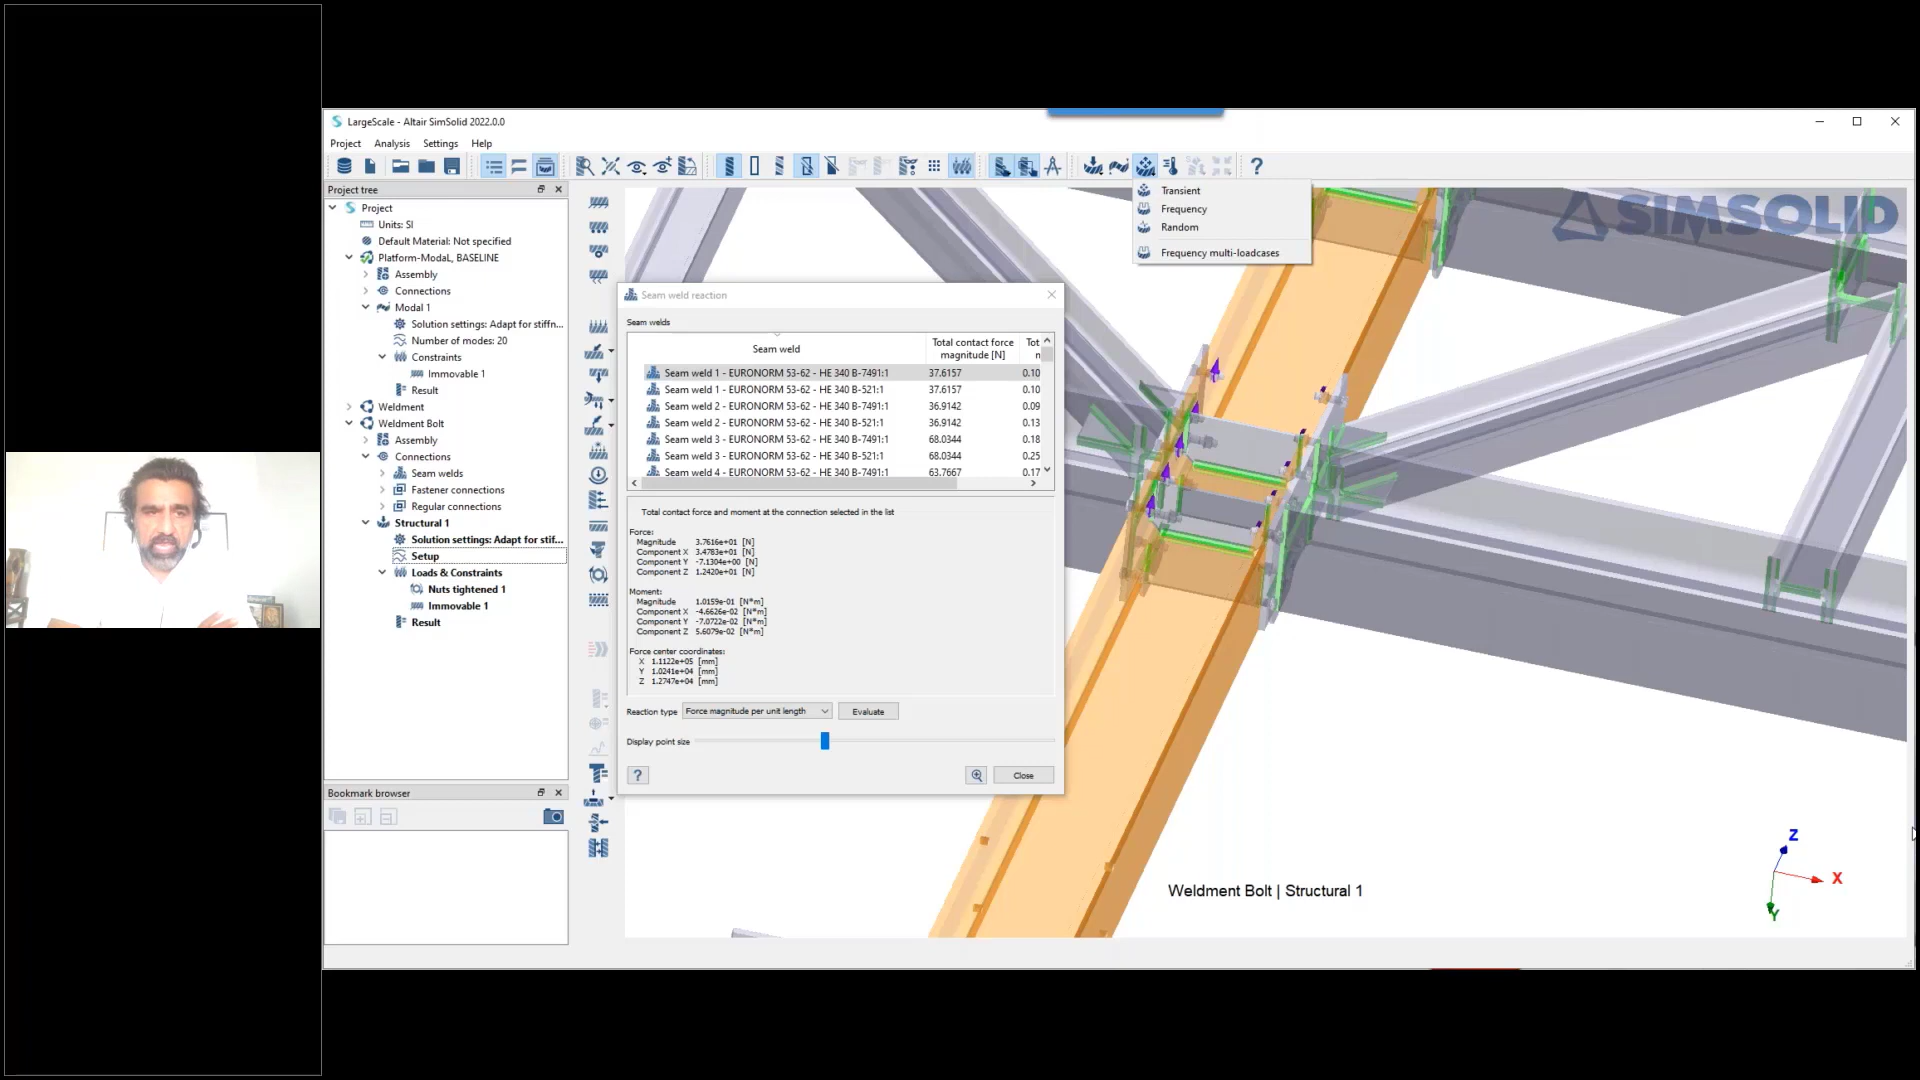 LargeScale - Altair SimSolid 2022.0.0
Project Analysis Settings Help
Project tree
Project
Units: SI
Default Material: Not specified
Platform-ModaL, BASELINE
Assembly
Connections
Modal 1
Solution settings: Adapt for stiffn...
Number of modes: 20
Constraints
Immovable 1
Result
Weldment
Weldment Bolt
Assembly
Connections
Seam welds
Fastener connections
Regular connections
Structural 1
Solution settings: Adapt for stif...
Setup
Loads & Constraints
Nuts tightened 1
Immovable 1
Result
Bookmark browser
Transient
Frequency
Random
Frequency multi-loadcases
SIMSOLID
Seam weld reaction
Seam welds
Seam weld Total contact force magnitude [N] Tot n
Seam weld 1 - EURONORM 53-62 - HE 340 B-7491:1 37.6157 0.10
Seam weld 1 - EURONORM 53-62 - HE 340 B-521:1 37.6157 0.10
Seam weld 2 - EURONORM 53-62 - HE 340 B-7491:1 36.9142 0.09
Seam weld 2 - EURONORM 53-62 - HE 340 B-521:1 36.9142 0.13
Seam weld 3 - EURONORM 53-62 - HE 340 B-7491:1 68.0344 0.18
Seam weld 3 - EURONORM 53-62 - HE 340 B-521:1 68.0344 0.25
Seam weld 4 - EURONORM 53-62 - HE 340 B-7491:1 63.7667 0.17
Total contact force and moment at the connection selected in the list
Force:
Magnitude 3.7616e+01 [N]
Component X 3.4783e+01 [N]
Component Y -7.1304e+00 [N]
Component Z 1.2420e+01 [N]
Moment:
Magnitude 1.0159e-01 [N*m]
Component X -4.6626e-02 [N*m]
Component Y -7.0722e-02 [N*m]
Component Z 5.6079e-02 [N*m]
Force center coordinates:
X 1.1122e+05 [mm]
Y 1.0241e+04 [mm]
Z 1.2747e+04 [mm]
Reaction type Force magnitude per unit length Evaluate
Display point size
? Close
Weldment Bolt | Structural 1
Z
X
Y